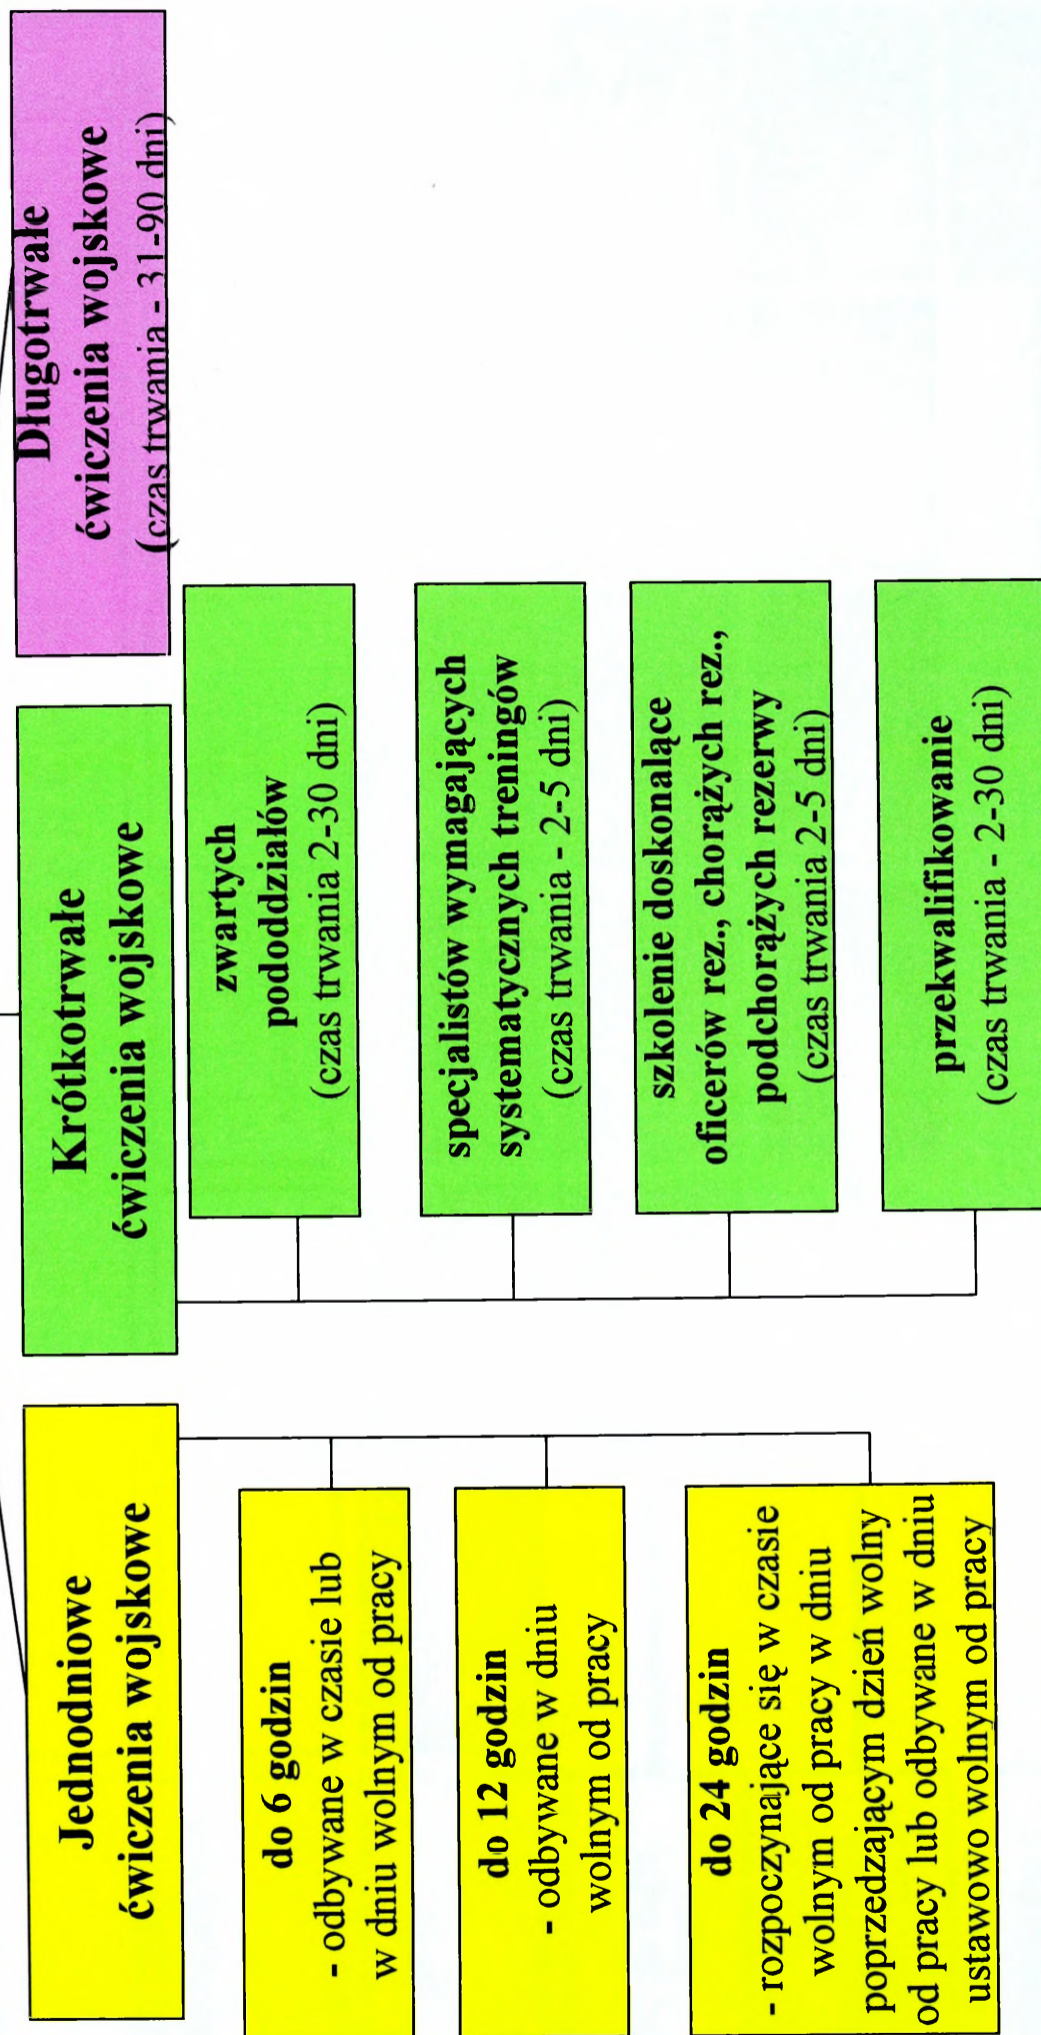 Jednodniowe
ćwiczenia wojskowe
do 6 godzin
- odbywane w czasie lub
w dniu wolnym od pracy
do 12 godzin
- odbywane w dniu
wolnym od pracy
do 24 godzin
- rozpoczynające się w czasie
wolnym od pracy w dniu
poprzedzającym dzień wolny
od pracy lub odbywane w dniu
ustawowo wolnym od pracy
Krótkotrwałe
ćwiczenia wojskowe
zwartych
pododdziałów
(czas trwania 2-30 dni)
specjalistów wymagających
systematycznych treningów
(czas trwania - 2-5 dni)
szkolenie doskonalące
oficerów rez., chorążych rez.,
podchorążych rezerwy
(czas trwania 2-5 dni)
przekwalifikowanie
(czas trwania - 2-30 dni)
Długotrwałe
ćwiczenia wojskowe
(czas trwania - 31-90 dni)